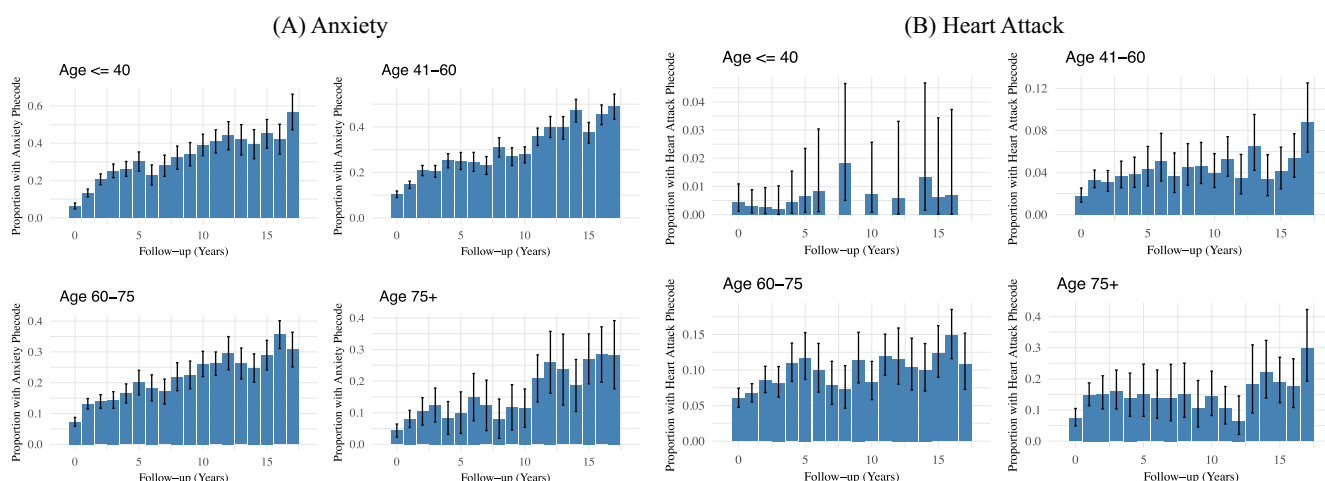 (A) Anxiety
Age <= 40
Proportion with Anxiety Phecode
0.6
0.4
0.2
0.0
0 5 10 15
Follow−up (Years)
Age 41−60
Proportion with Anxiety Phecode
0.4
0.2
0.0
0 5 10 15
Follow−up (Years)
Age 60−75
Proportion with Anxiety Phecode
0.4
0.3
0.2
0.1
0.0
0 5 10 15
Follow−up (Years)
Age 75+
Proportion with Anxiety Phecode
0.4
0.3
0.2
0.1
0.0
0 5 10 15
Follow−up (Years)
(B) Heart Attack
Age <= 40
Proportion with Heart Attack Phecode
0.04
0.03
0.02
0.01
0.00
0 5 10 15
Follow−up (Years)
Age 41−60
Proportion with Heart Attack Phecode
0.12
0.08
0.04
0.00
0 5 10 15
Follow−up (Years)
Age 60−75
Proportion with Heart Attack Phecode
0.15
0.10
0.05
0.00
0 5 10 15
Follow−up (Years)
Age 75+
Proportion with Heart Attack Phecode
0.4
0.3
0.2
0.1
0.0
0 5 10 15
Follow−up (Years)